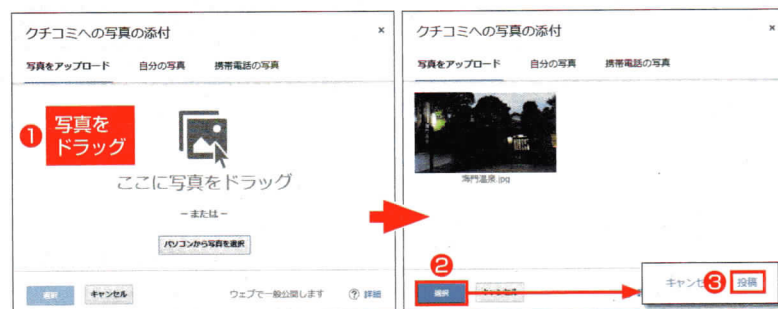 クチコミへの写真の添付
×
写真をアップロード 自分の写真 携帯電話の写真
❶ 写真を
ドラッグ
ここに写真をドラッグ
- または -
パソコンから写真を選択
選択 キャンセル ウェブで一般公開します ? 詳細
クチコミへの写真の添付
×
写真をアップロード 自分の写真 携帯電話の写真
.jpg
❷
選択 キャンセル
キャンセ ❸ 投稿